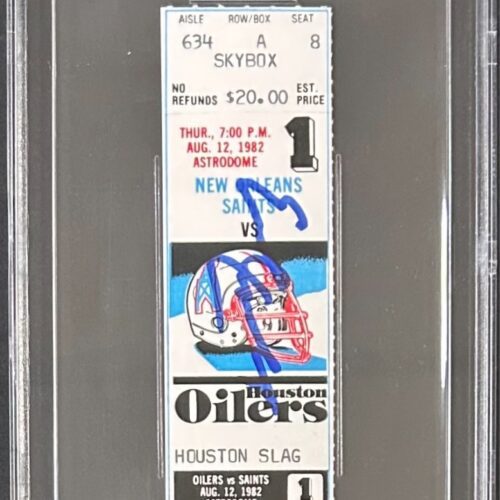 AISLE ROW/BOX SEAT
634 A 8
SKYBOX
NO REFUNDS $20.00 EST. PRICE
THUR., 7:00 P.M.
AUG. 12, 1982
ASTRODOME
1
NEW ORLEANS
SAINTS
VS
Houston
Oilers
HOUSTON SLAG
OILERS vs SAINTS
AUG. 12, 1982
1